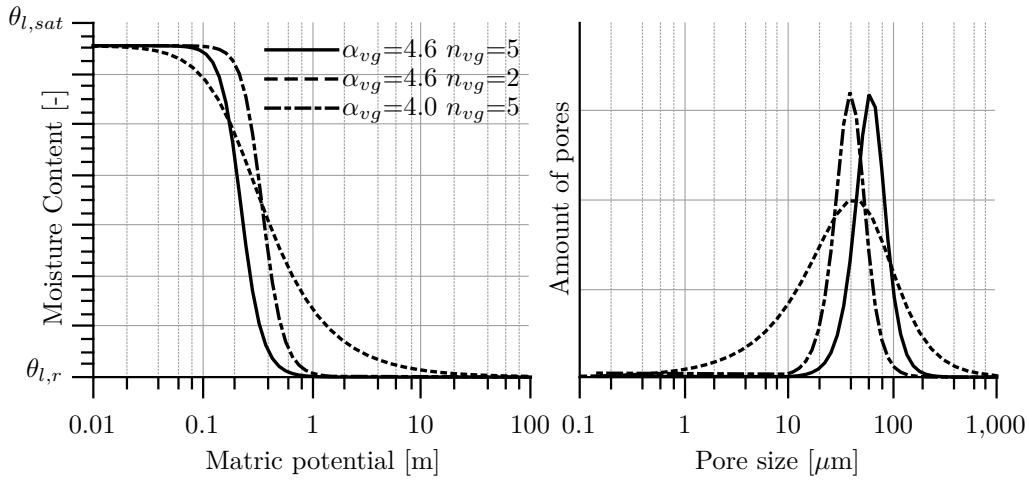 θl,sat
αvg=4.6 nvg=5
αvg=4.6 nvg=2
αvg=4.0 nvg=5
Moisture Content [-]
θl,r
0.01 0.1 1 10 100
Matric potential [m]
Amount of pores
0.1 1 10 100 1,000
Pore size [μm]